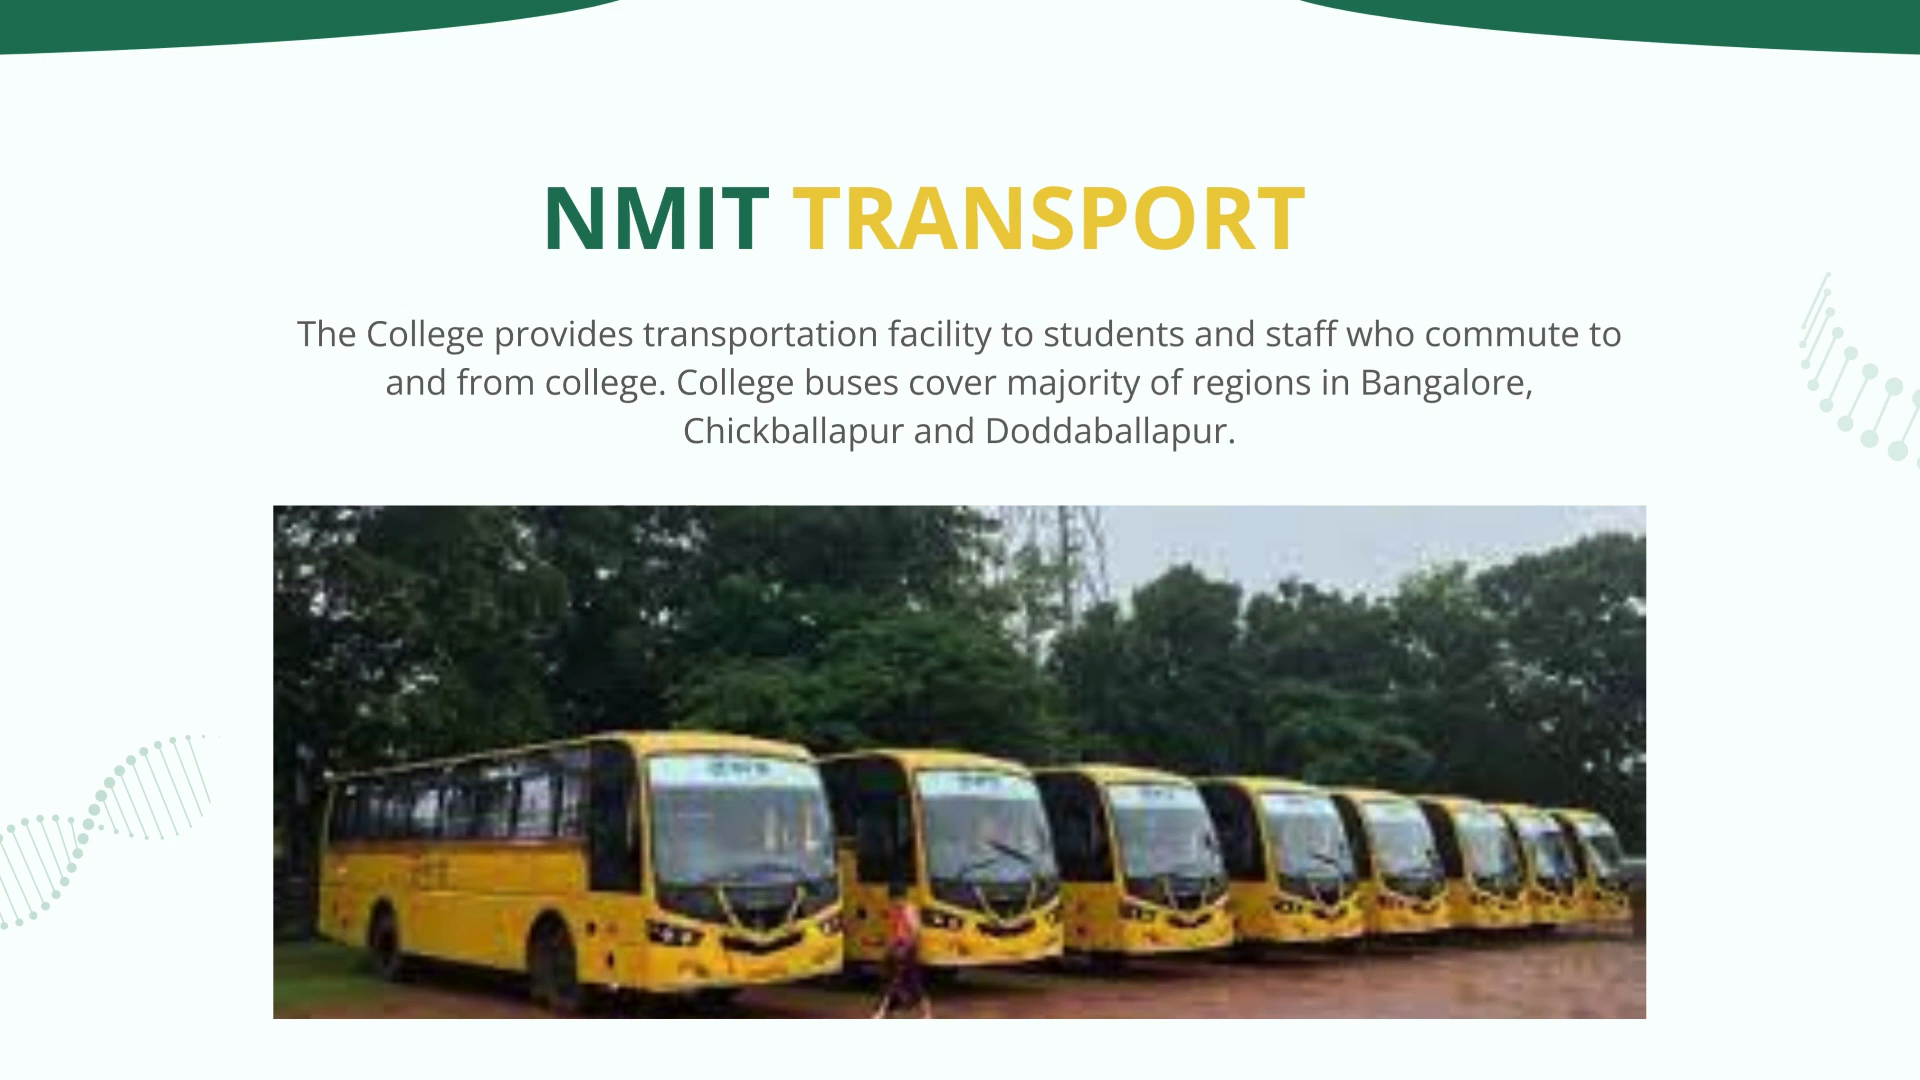 NMIT TRANSPORT
The College provides transportation facility to students and staff who commute to
and from college. College buses cover majority of regions in Bangalore,
Chickballapur and Doddaballapur.